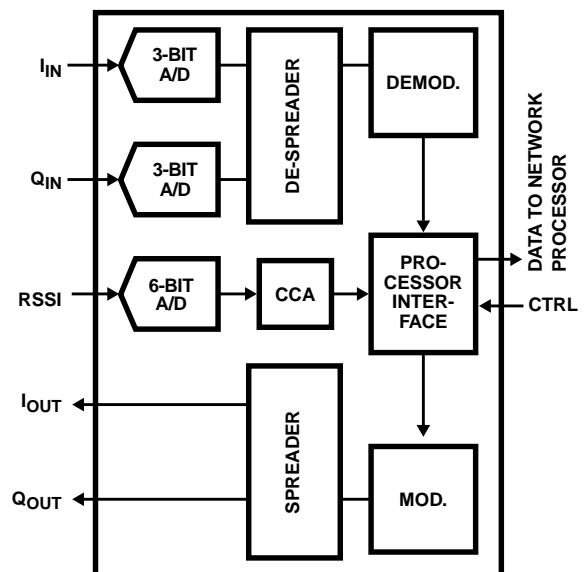 I_IN
3-BIT
A/D
DE-SPREADER
DEMOD.
Q_IN
3-BIT
A/D
DATA TO NETWORK
PROCESSOR
RSSI
6-BIT
A/D
CCA
PRO-
CESSOR
INTER-
FACE
CTRL
I_OUT
SPREADER
Q_OUT
MOD.